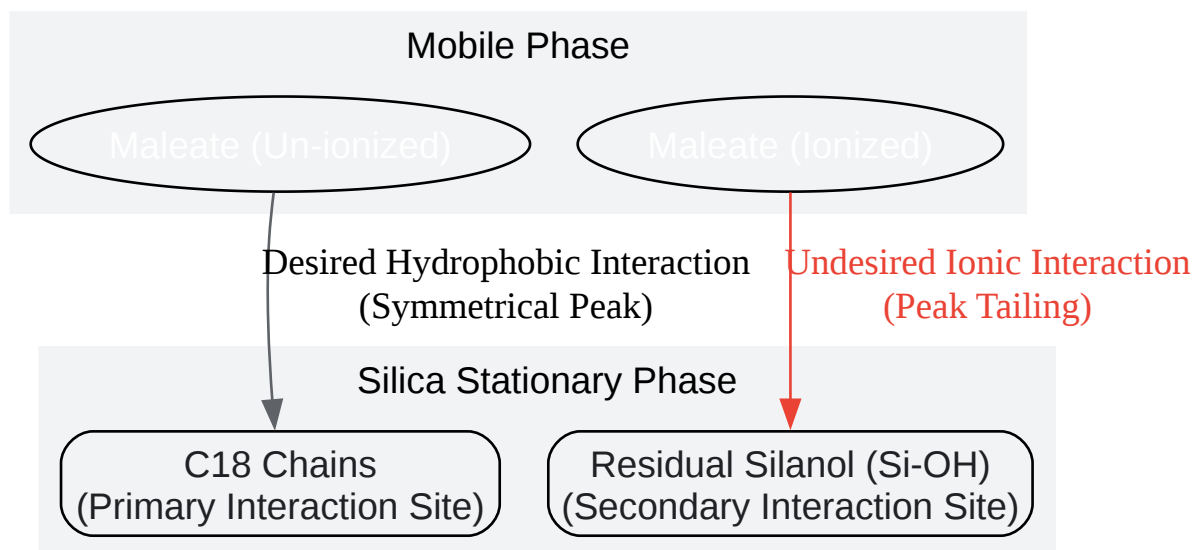 Mobile Phase
Maleate (Un-ionized)
Maleate (Ionized)
Desired Hydrophobic Interaction
(Symmetrical Peak)
Undesired Ionic Interaction
(Peak Tailing)
Silica Stationary Phase
C18 Chains
(Primary Interaction Site)
Residual Silanol (Si-OH)
(Secondary Interaction Site)